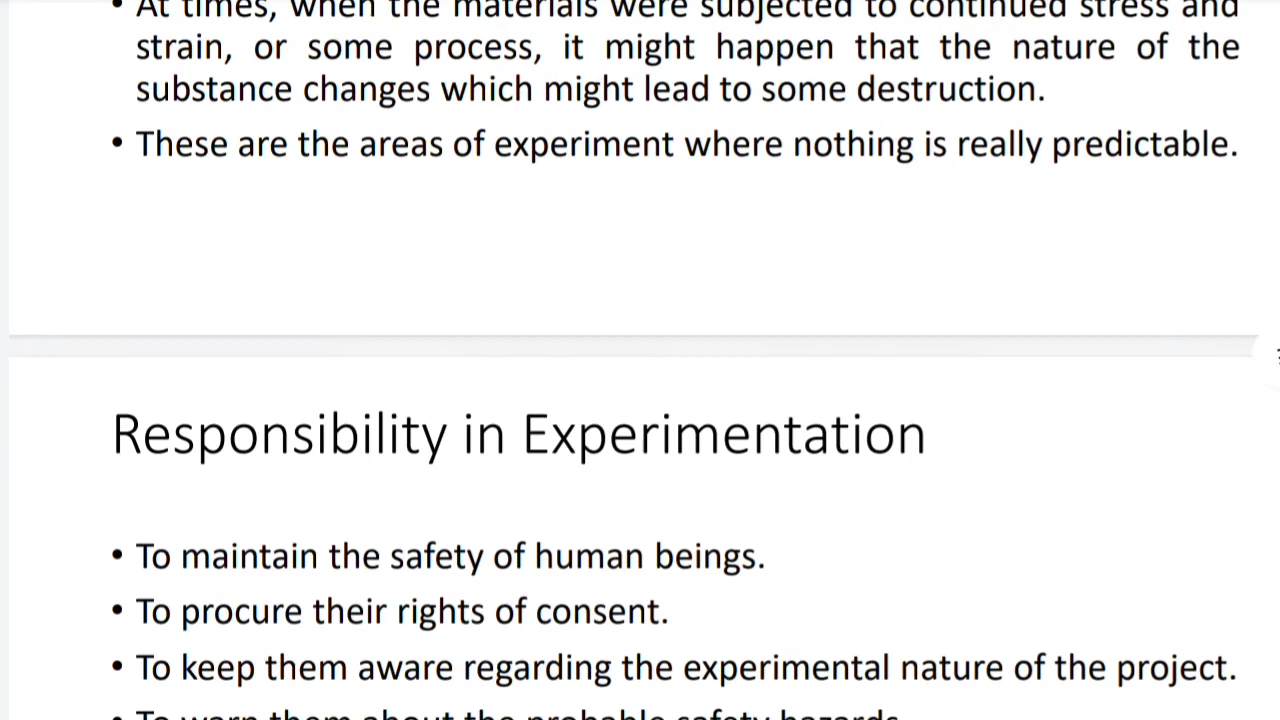 • At times, when the materials were subjected to continued stress and
strain, or some process, it might happen that the nature of the
substance changes which might lead to some destruction.
• These are the areas of experiment where nothing is really predictable.
Responsibility in Experimentation
• To maintain the safety of human beings.
• To procure their rights of consent.
• To keep them aware regarding the experimental nature of the project.
• To warn them about the probable safety hazards.